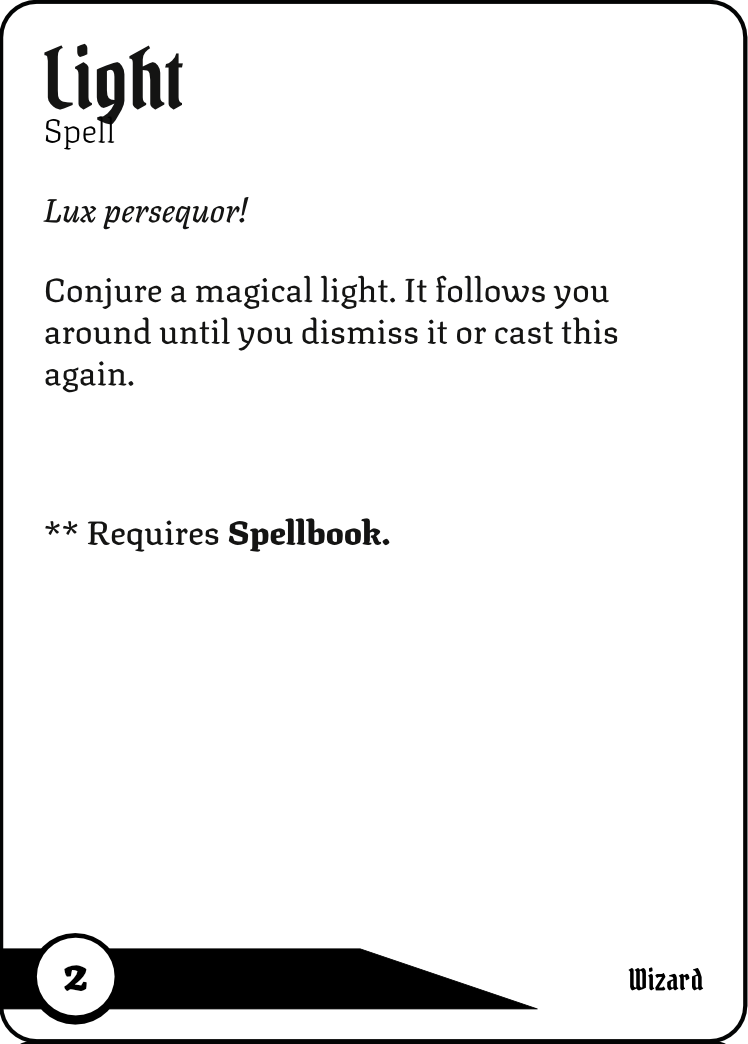 Light
Spell
Lux persequor!
Conjure a magical light. It follows you
around until you dismiss it or cast this
again.
** Requires Spellbook.
2
Wizard